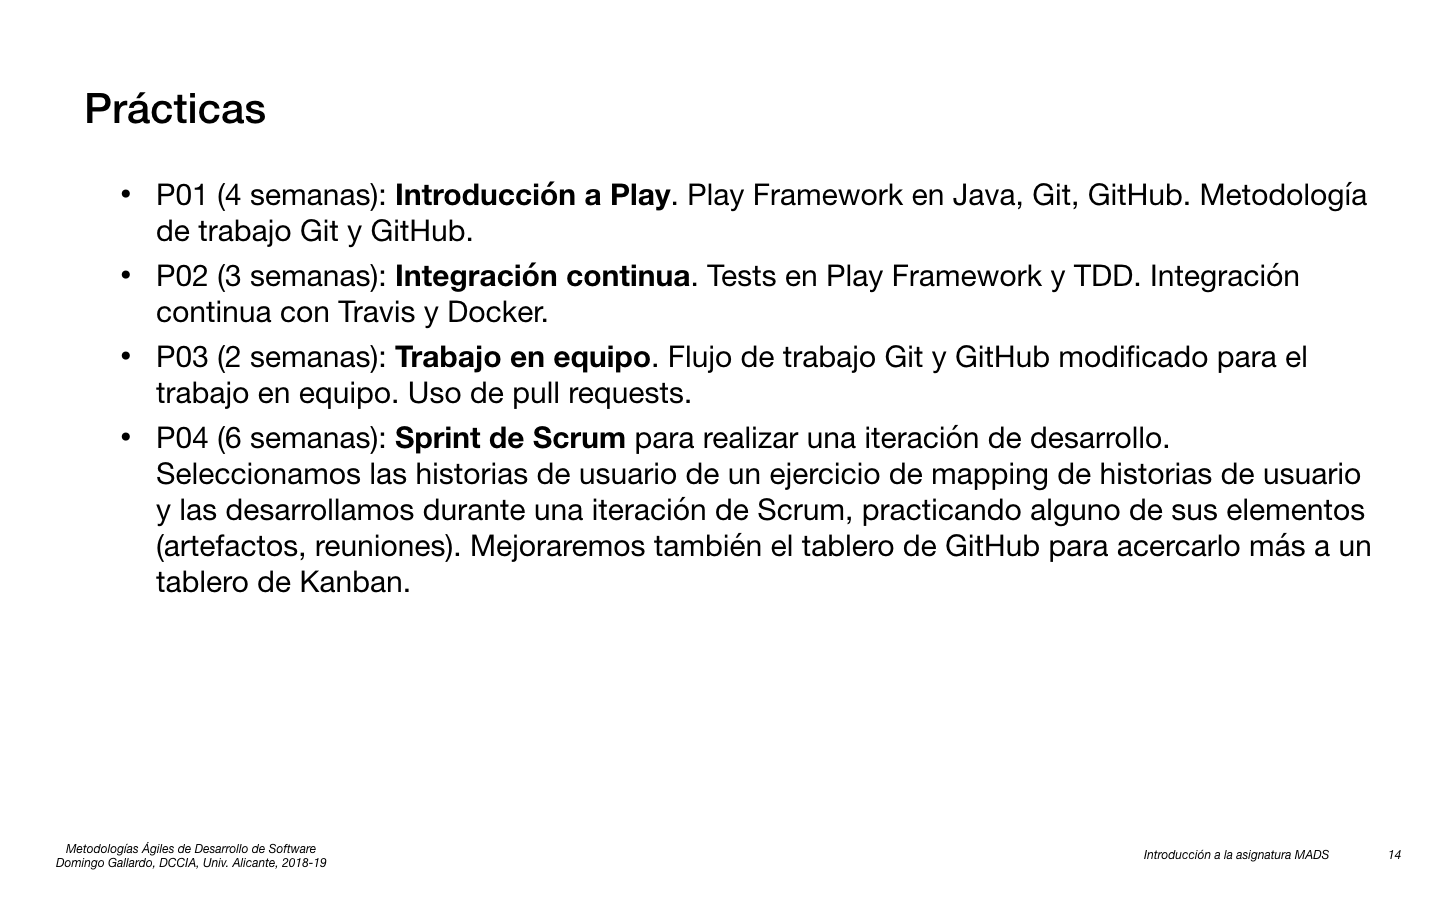 Prácticas
• P01 (4 semanas): Introducción a Play. Play Framework en Java, Git, GitHub. Metodología
de trabajo Git y GitHub.
• P02 (3 semanas): Integración continua. Tests en Play Framework y TDD. Integración
continua con Travis y Docker.
• P03 (2 semanas): Trabajo en equipo. Flujo de trabajo Git y GitHub modificado para el
trabajo en equipo. Uso de pull requests.
• P04 (6 semanas): Sprint de Scrum para realizar una iteración de desarrollo.
Seleccionamos las historias de usuario de un ejercicio de mapping de historias de usuario
y las desarrollamos durante una iteración de Scrum, practicando alguno de sus elementos
(artefactos, reuniones). Mejoraremos también el tablero de GitHub para acercarlo más a un
tablero de Kanban.
Metodologías Ágiles de Desarrollo de Software
Domingo Gallardo, DCCIA, Univ. Alicante, 2018-19
Introducción a la asignatura MADS
14